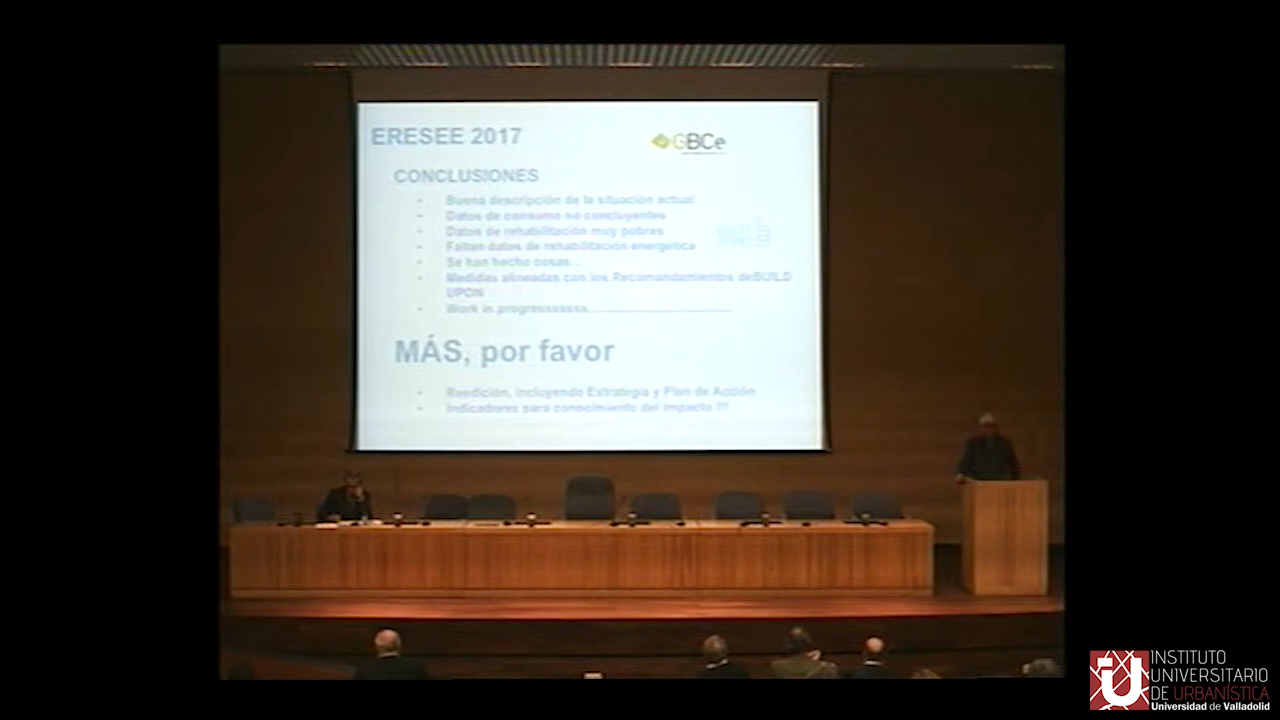 ERESEE 2017
GBCe
CONCLUSIONES
- Buena descripción de la situación actual
- Datos de consumo no concluyentes
- Datos de rehabilitación muy pobres
- Faltan datos de rehabilitación energética
- Se han hecho cosas...
- Medidas alineadas con los Recomandamientos deBUILD
UPON
- Work in progresssssss
MÁS, por favor
- Reedición, incluyendo Estrategia y Plan de Acción
- Indicadores para conocimiento del impacto !!!
INSTITUTO
UNIVERSITARIO
DE URBANÍSTICA
Universidad de Valladolid